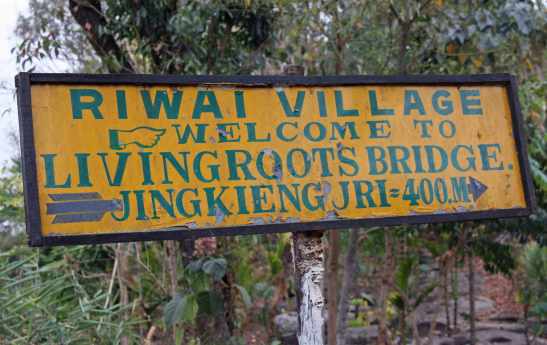 RIWAI VILLAGE
WELCOME TO
LIVINGROOTS BRIDGE.
JINGKIENG JRI=400.M